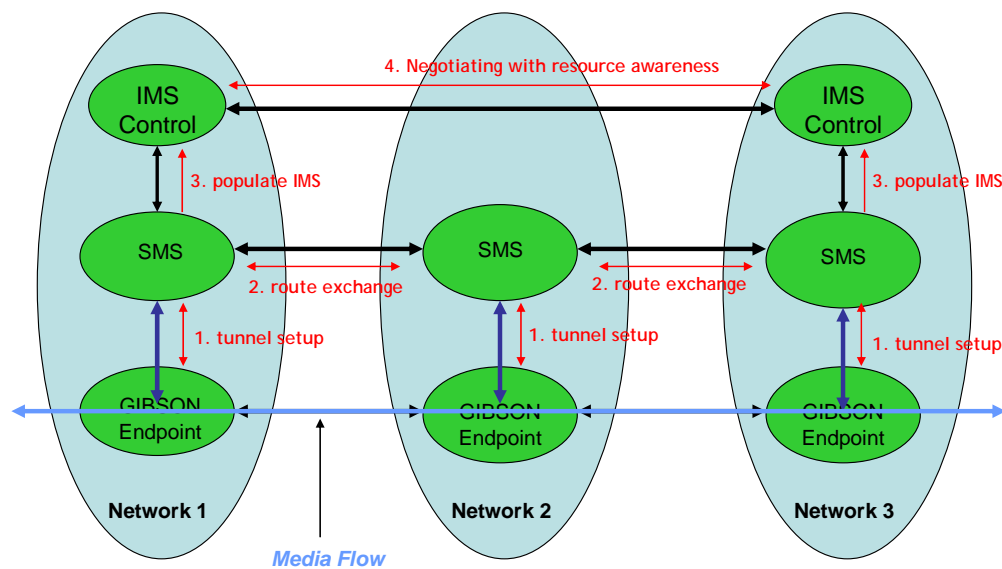 4. Negotiating with resource awareness
IMS
Control
IMS
Control
3. populate IMS
3. populate IMS
SMS
SMS
SMS
2. route exchange
2. route exchange
1. tunnel setup
1. tunnel setup
1. tunnel setup
GIBSON
Endpoint
GIBSON
Endpoint
GIBSON
Endpoint
Network 1
Network 2
Network 3
Media Flow